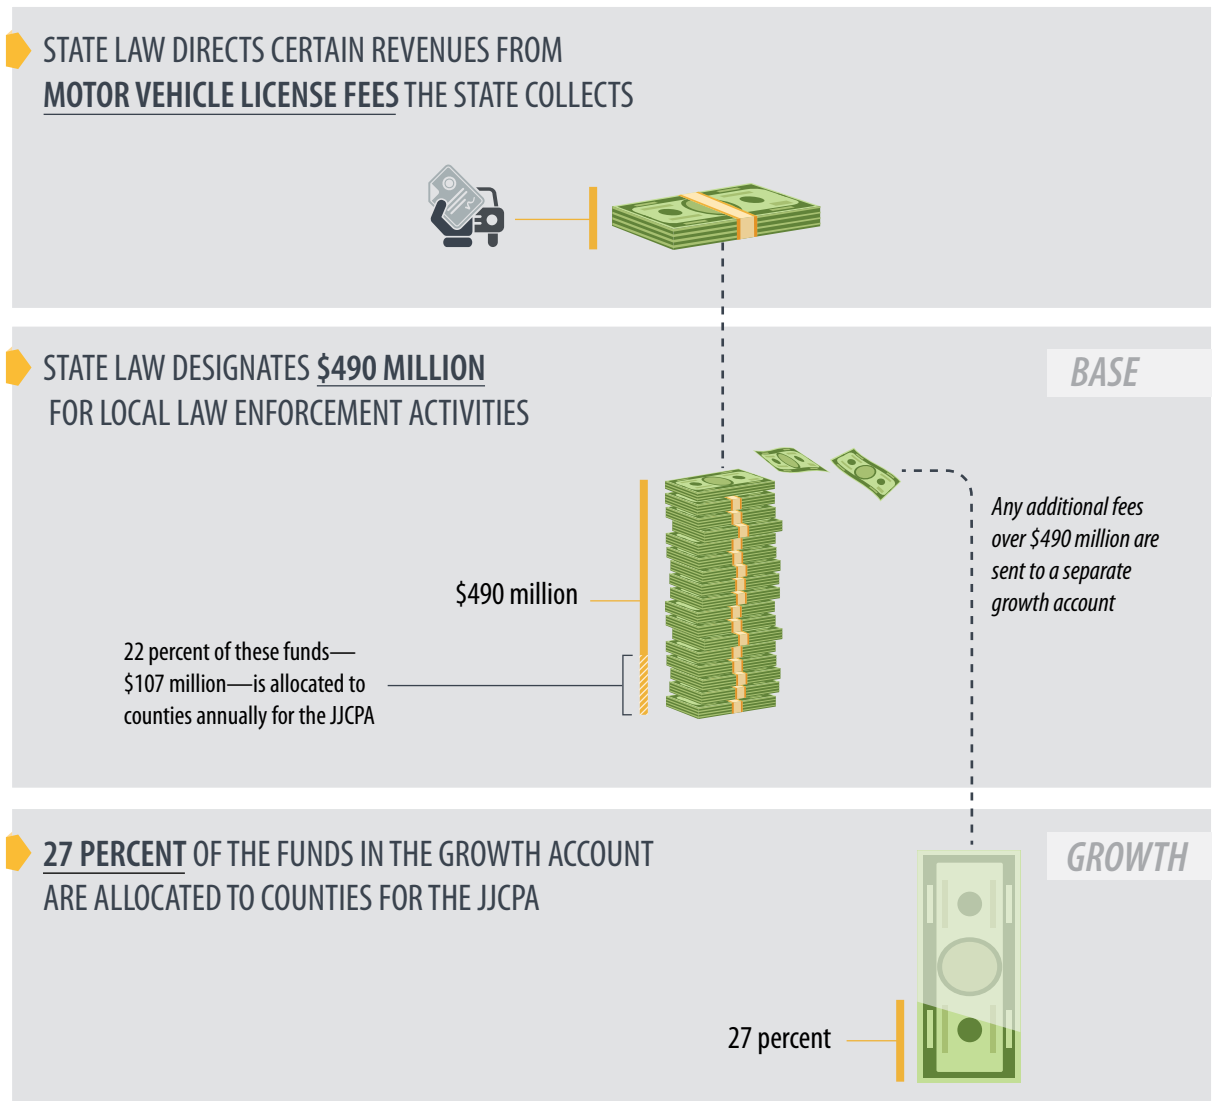 STATE LAW DIRECTS CERTAIN REVENUES FROM
MOTOR VEHICLE LICENSE FEES THE STATE COLLECTS
STATE LAW DESIGNATES $490 MILLION
FOR LOCAL LAW ENFORCEMENT ACTIVITIES
BASE
Any additional fees
over $490 million are
sent to a separate
growth account
$490 million
22 percent of these funds—
$107 million—is allocated to
counties annually for the JJCPA
27 PERCENT OF THE FUNDS IN THE GROWTH ACCOUNT
ARE ALLOCATED TO COUNTIES FOR THE JJCPA
GROWTH
27 percent